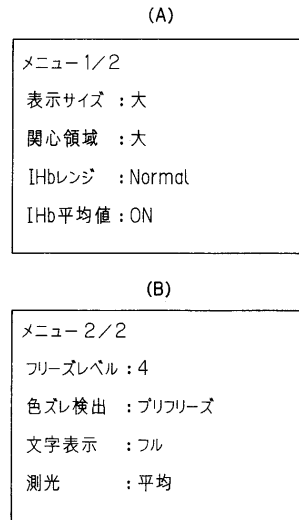 (A)
メニュー1/2
表示サイズ:大
関心領域:大
IHbレンジ:Normal
IHb平均値:ON
(B)
メニュー2/2
フリーズレベル:4
色ズレ検出:プリフリーズ
文字表示:フル
測光:平均